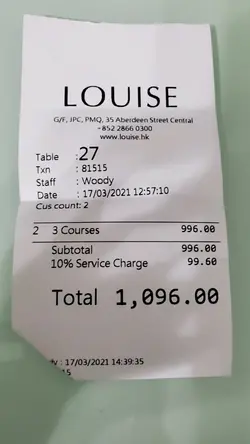 LOUISE
G/F, JPC, PMQ, 35 Aberdeen Street Central
+852 2866 0300
www.louise.hk
Table :27
Txn : 81515
Staff : Woody
Date : 17/03/2021 12:57:10
Cus count: 2
2 3 Courses 996.00
Subtotal 996.00
10% Service Charge 99.60
Total 1,096.00
: 17/03/2021 14:39:35